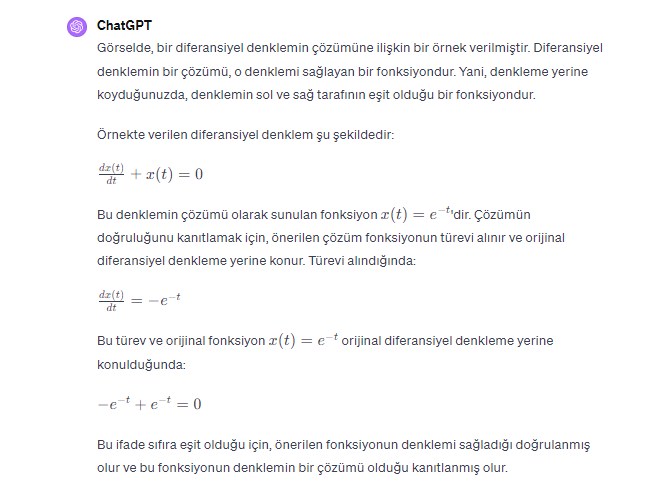 ChatGPT
Görselde, bir diferansiyel denklemin çözümüne ilişkin bir örnek verilmiştir. Diferansiyel
denklemin bir çözümü, o denklemi sağlayan bir fonksiyondur. Yani, denkleme yerine
koyduğunuzda, denklemin sol ve sağ tarafının eşit olduğu bir fonksiyondur.
Örnekte verilen diferansiyel denklem şu şekildedir:
dx(t)/dt + x(t) = 0
Bu denklemin çözümü olarak sunulan fonksiyon x(t) = e^{-t}'dir. Çözümün
doğruluğunu kanıtlamak için, önerilen çözüm fonksiyonun türevi alınır ve orijinal
diferansiyel denkleme yerine konur. Türevi alındığında:
dx(t)/dt = -e^{-t}
Bu türev ve orijinal fonksiyon x(t) = e^{-t} orijinal diferansiyel denkleme yerine
konulduğunda:
-e^{-t} + e^{-t} = 0
Bu ifade sıfıra eşit olduğu için, önerilen fonksiyonun denklemi sağladığı doğrulanmış
olur ve bu fonksiyonun denklemin bir çözümü olduğu kanıtlanmış olur.